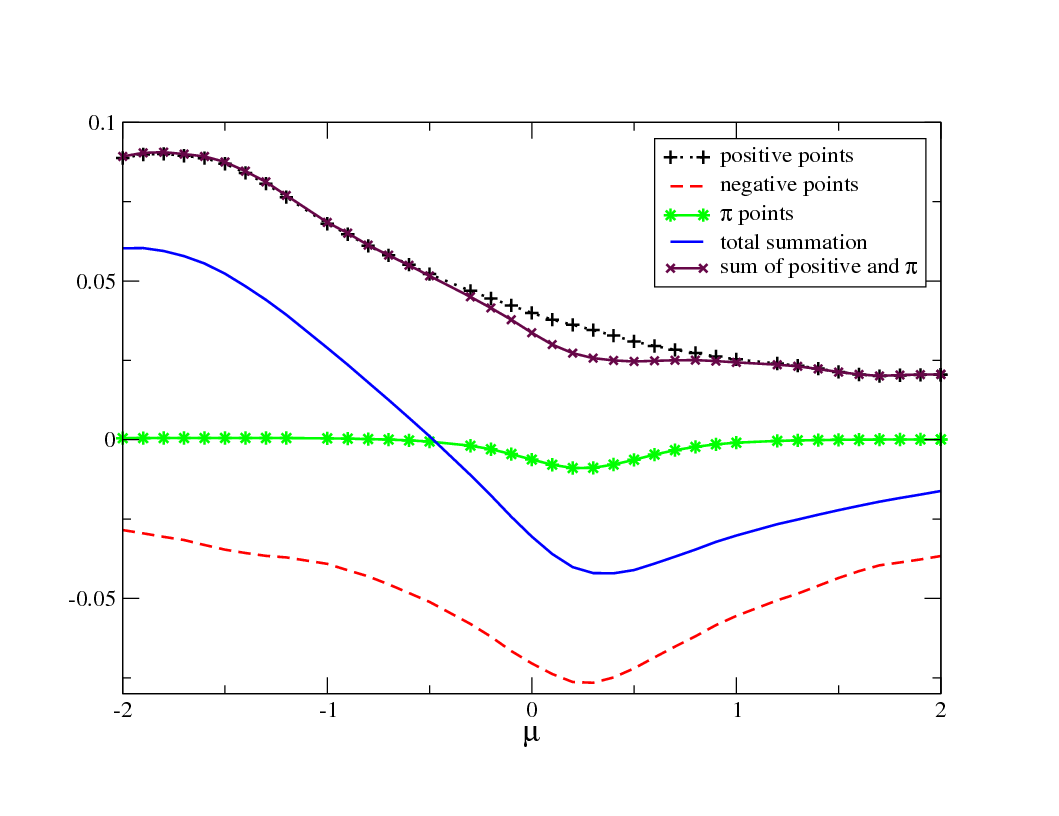 0.1
0.05
0
-0.05
positive points
negative points
π points
total summation
sum of positive and π
-2
-1
0
1
2
μ